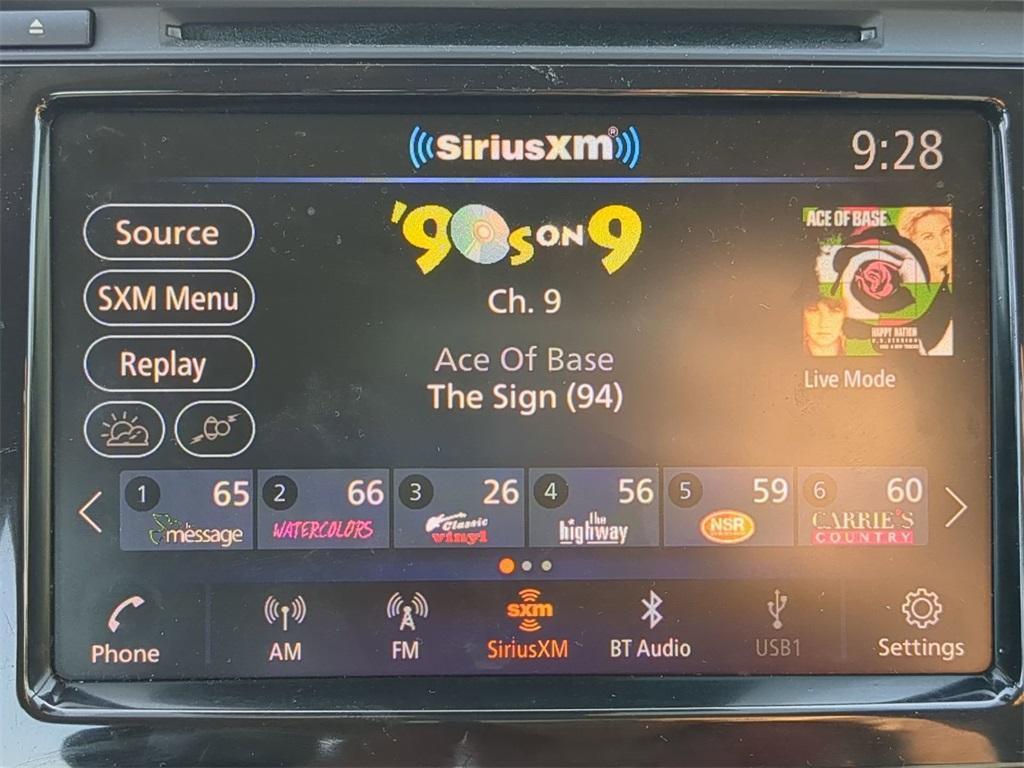 SiriusXM®
9:28
Source
SXM Menu
Replay
'90s ON 9
Ch. 9
Ace Of Base
The Sign (94)
ACE OF BASE
HAPPY NATION
U.S. VERSION
Live Mode
1 65
the message
2 66
WATERCOLORS
3 26
Classic
vinyl
4 56
the
highway
5 59
NSR
6 60
CARRIE'S
COUNTRY
Phone
AM
FM
sxm
SiriusXM
BT Audio
USB1
Settings